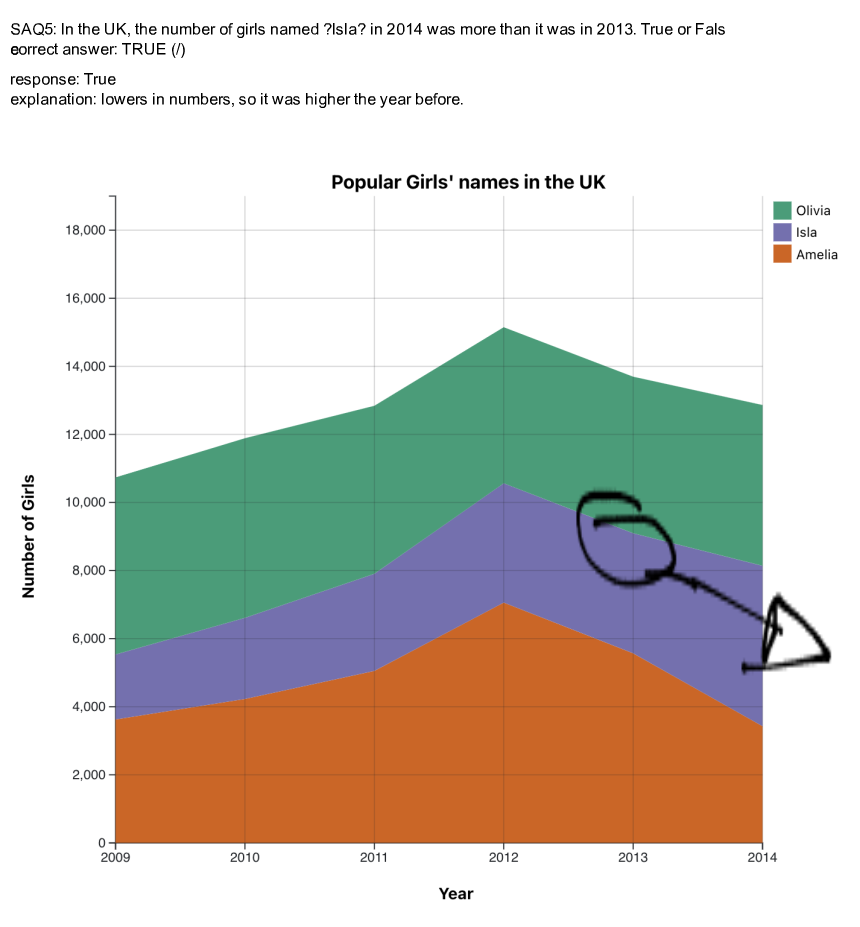 SAQ5: In the UK, the number of girls named ?Isla? in 2014 was more than it was in 2013. True or Fals
eorrect answer: TRUE (/)
response: True
explanation: lowers in numbers, so it was higher the year before.
Popular Girls' names in the UK
Olivia
Isla
Amelia
18,000
16,000
14,000
12,000
10,000
8,000
6,000
4,000
2,000
0
Number of Girls
2009 2010 2011 2012 2013 2014
Year